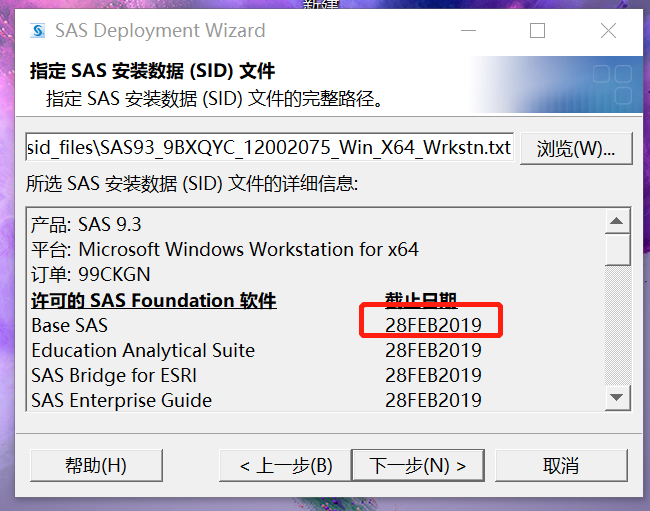 新建
SAS Deployment Wizard
指定 SAS 安装数据 (SID) 文件
指定 SAS 安装数据 (SID) 文件的完整路径。
sid_files\SAS93_9BXQYC_12002075_Win_X64_Wrkstn.txt 浏览(W)...
所选 SAS 安装数据 (SID) 文件的详细信息:
产品: SAS 9.3
平台: Microsoft Windows Workstation for x64
订单: 99CKGN
许可的 SAS Foundation 软件 截止日期
Base SAS 28FEB2019
Education Analytical Suite 28FEB2019
SAS Bridge for ESRI 28FEB2019
SAS Enterprise Guide 28FEB2019
帮助(H) < 上一步(B) 下一步(N) > 取消